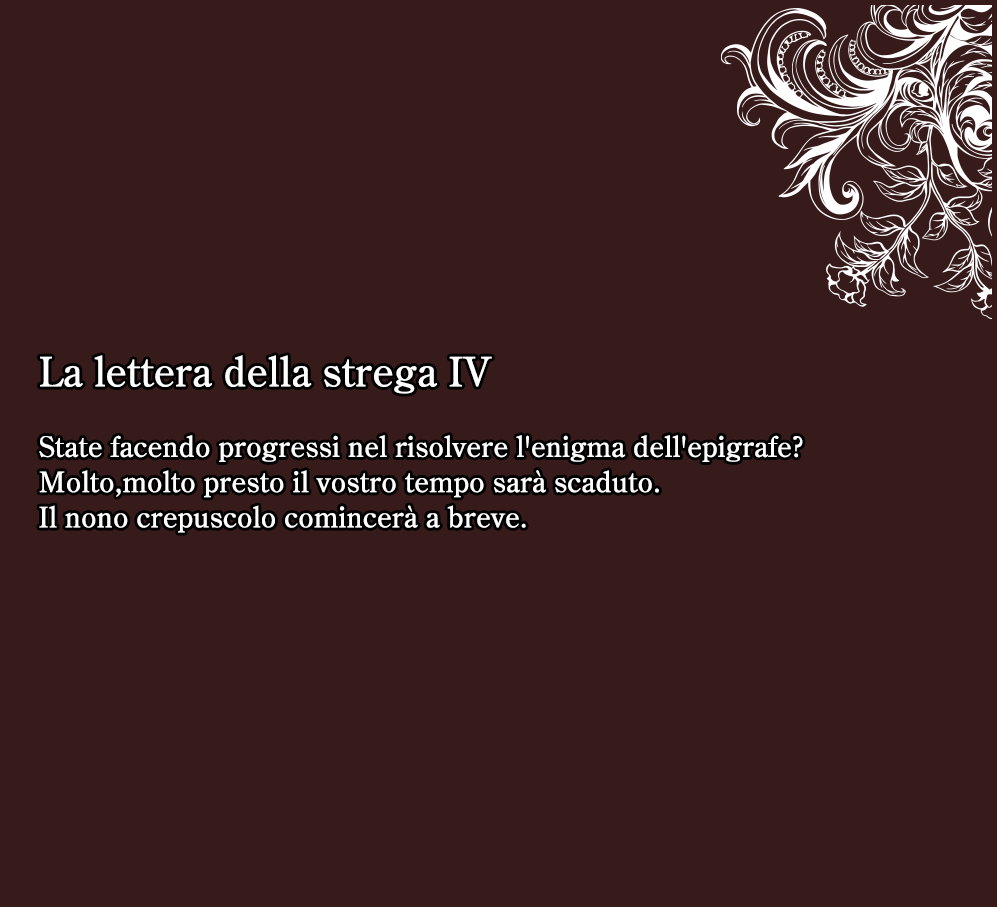 La lettera della strega IV
State facendo progressi nel risolvere l'enigma dell'epigrafe?
Molto,molto presto il vostro tempo sarà scaduto.
Il nono crepuscolo comincerà a breve.